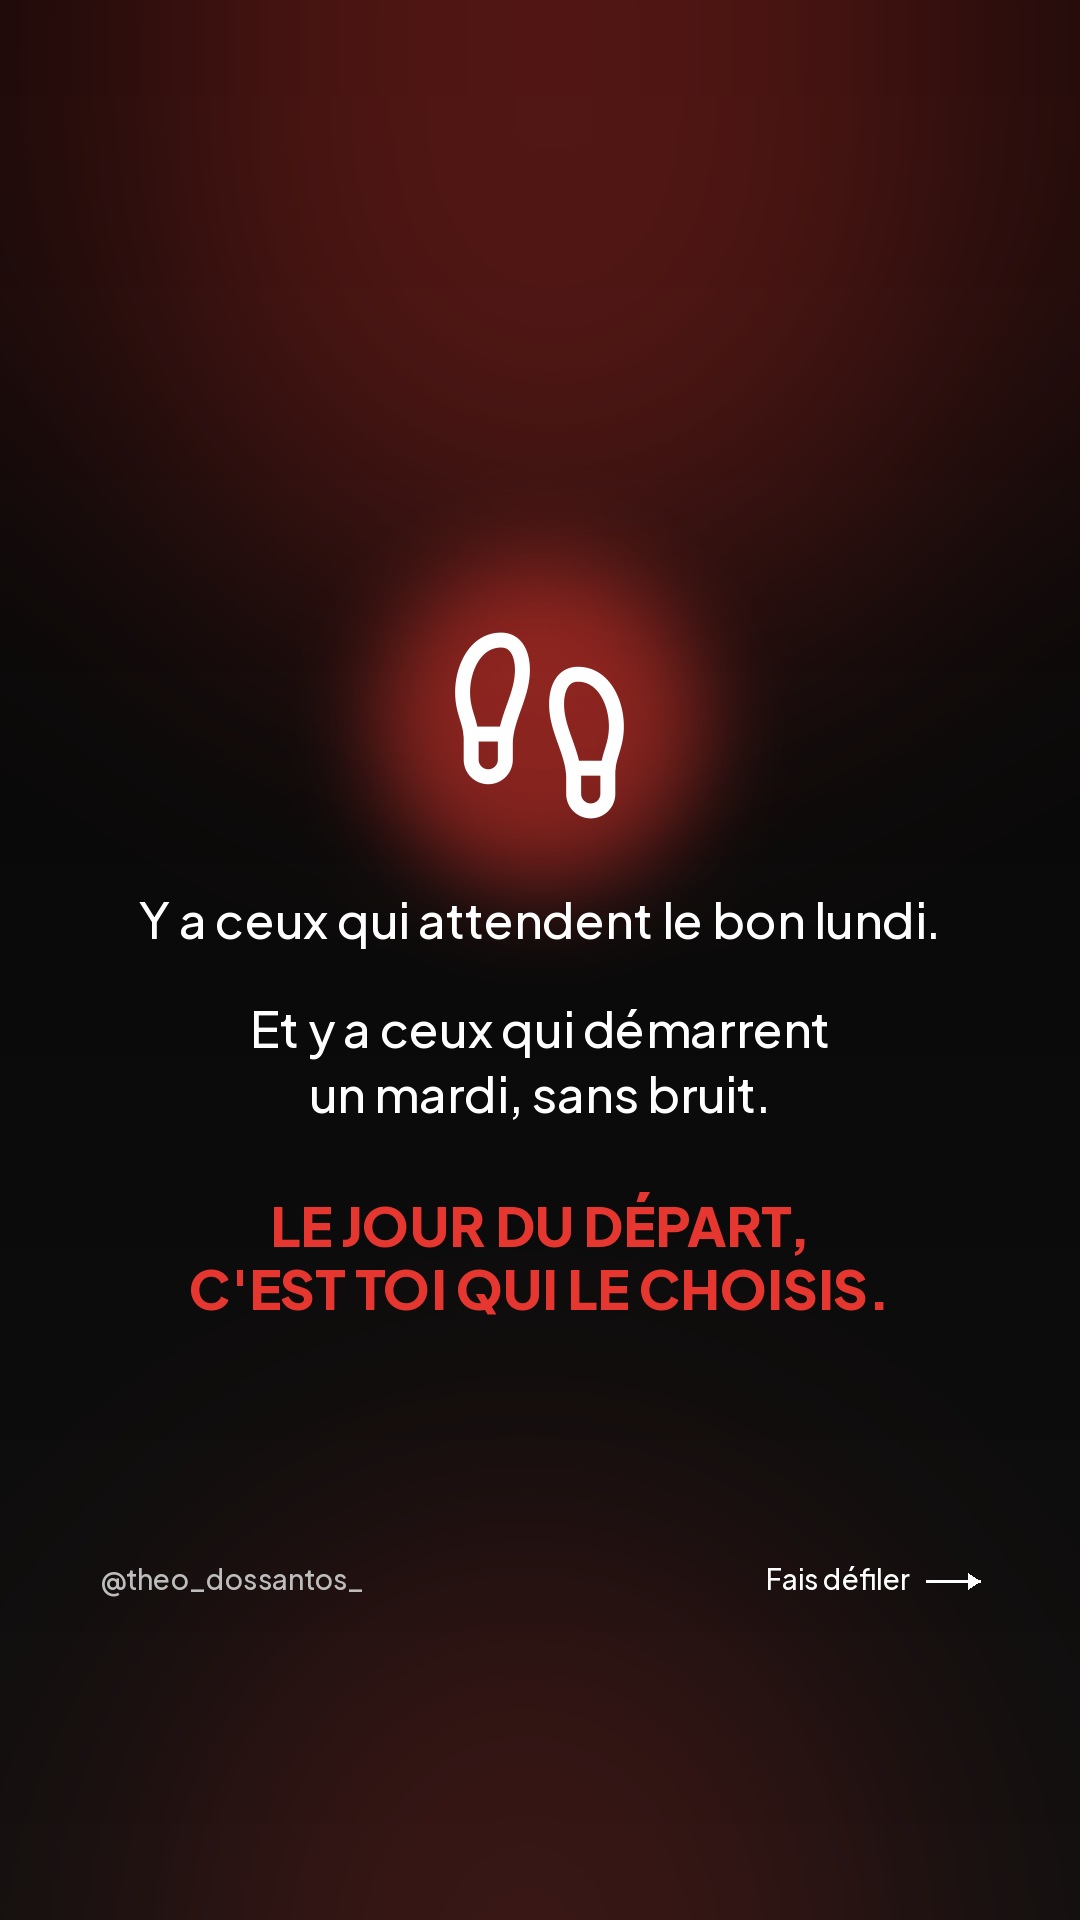 Y a ceux qui attendent le bon lundi.
Et y a ceux qui démarrent
un mardi, sans bruit.
LE JOUR DU DÉPART,
C'EST TOI QUI LE CHOISIS.
@theo_dossantos_
Fais défiler